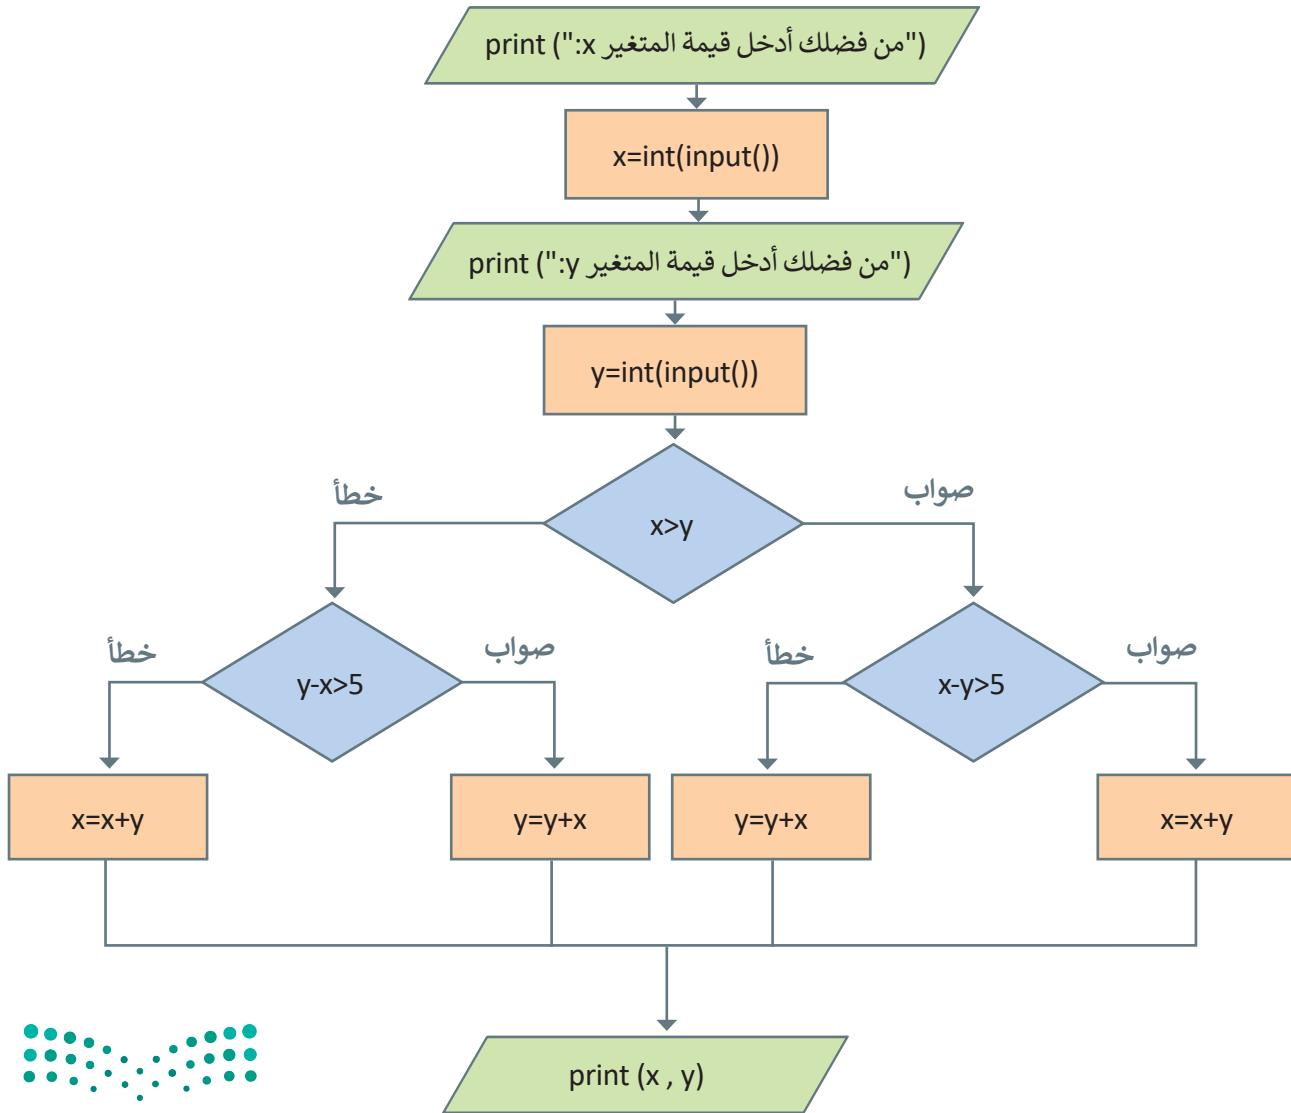 print ("من فضلك أدخل قيمة المتغير x:")
x=int(input())
print ("من فضلك أدخل قيمة المتغير y:")
y=int(input())
x>y
صواب
خطأ
x-y>5
صواب
خطأ
y-x>5
صواب
خطأ
x=x+y
y=y+x
y=y+x
x=x+y
print (x , y)